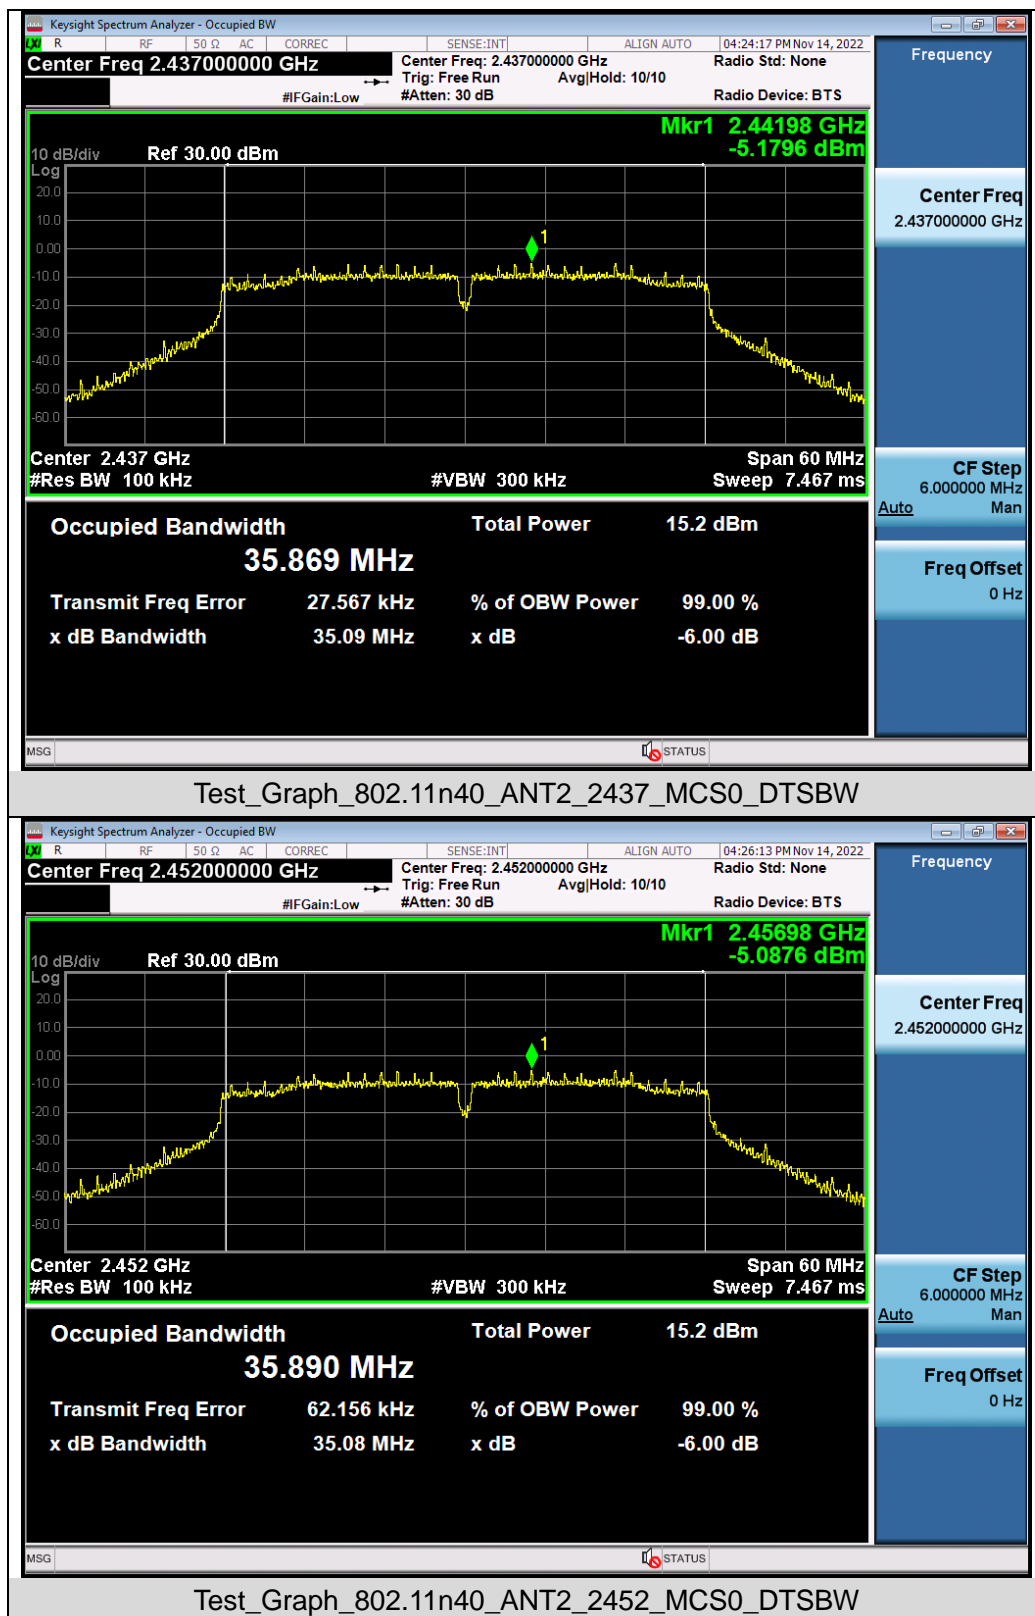 Keysight Spectrum Analyzer - Occupied BW
LXI R RF 50 Ω AC CORREC SENSE:INT ALIGN AUTO 04:24:17 PM Nov 14, 2022
Center Freq 2.437000000 GHz Center Freq: 2.437000000 GHz Radio Std: None Frequency
Trig: Free Run Avg|Hold: 10/10
#IFGain:Low #Atten: 30 dB Radio Device: BTS
Mkr1 2.44198 GHz
10 dB/div Ref 30.00 dBm -5.1796 dBm
Log
20.0
10.0
0.00
-10.0
-20.0
-30.0
-40.0
-50.0
-60.0
1
Center Freq
2.437000000 GHz
Center 2.437 GHz Span 60 MHz
#Res BW 100 kHz #VBW 300 kHz Sweep 7.467 ms
CF Step
6.000000 MHz
Auto Man
Freq Offset
0 Hz
Occupied Bandwidth Total Power 15.2 dBm
35.869 MHz
Transmit Freq Error 27.567 kHz % of OBW Power 99.00 %
x dB Bandwidth 35.09 MHz x dB -6.00 dB
MSG STATUS
Test_Graph_802.11n40_ANT2_2437_MCS0_DTSBW
Keysight Spectrum Analyzer - Occupied BW
LXI R RF 50 Ω AC CORREC SENSE:INT ALIGN AUTO 04:26:13 PM Nov 14, 2022
Center Freq 2.452000000 GHz Center Freq: 2.452000000 GHz Radio Std: None Frequency
Trig: Free Run Avg|Hold: 10/10
#IFGain:Low #Atten: 30 dB Radio Device: BTS
Mkr1 2.45698 GHz
10 dB/div Ref 30.00 dBm -5.0876 dBm
Log
20.0
10.0
0.00
-10.0
-20.0
-30.0
-40.0
-50.0
-60.0
1
Center Freq
2.452000000 GHz
Center 2.452 GHz Span 60 MHz
#Res BW 100 kHz #VBW 300 kHz Sweep 7.467 ms
CF Step
6.000000 MHz
Auto Man
Freq Offset
0 Hz
Occupied Bandwidth Total Power 15.2 dBm
35.890 MHz
Transmit Freq Error 62.156 kHz % of OBW Power 99.00 %
x dB Bandwidth 35.08 MHz x dB -6.00 dB
MSG STATUS
Test_Graph_802.11n40_ANT2_2452_MCS0_DTSBW